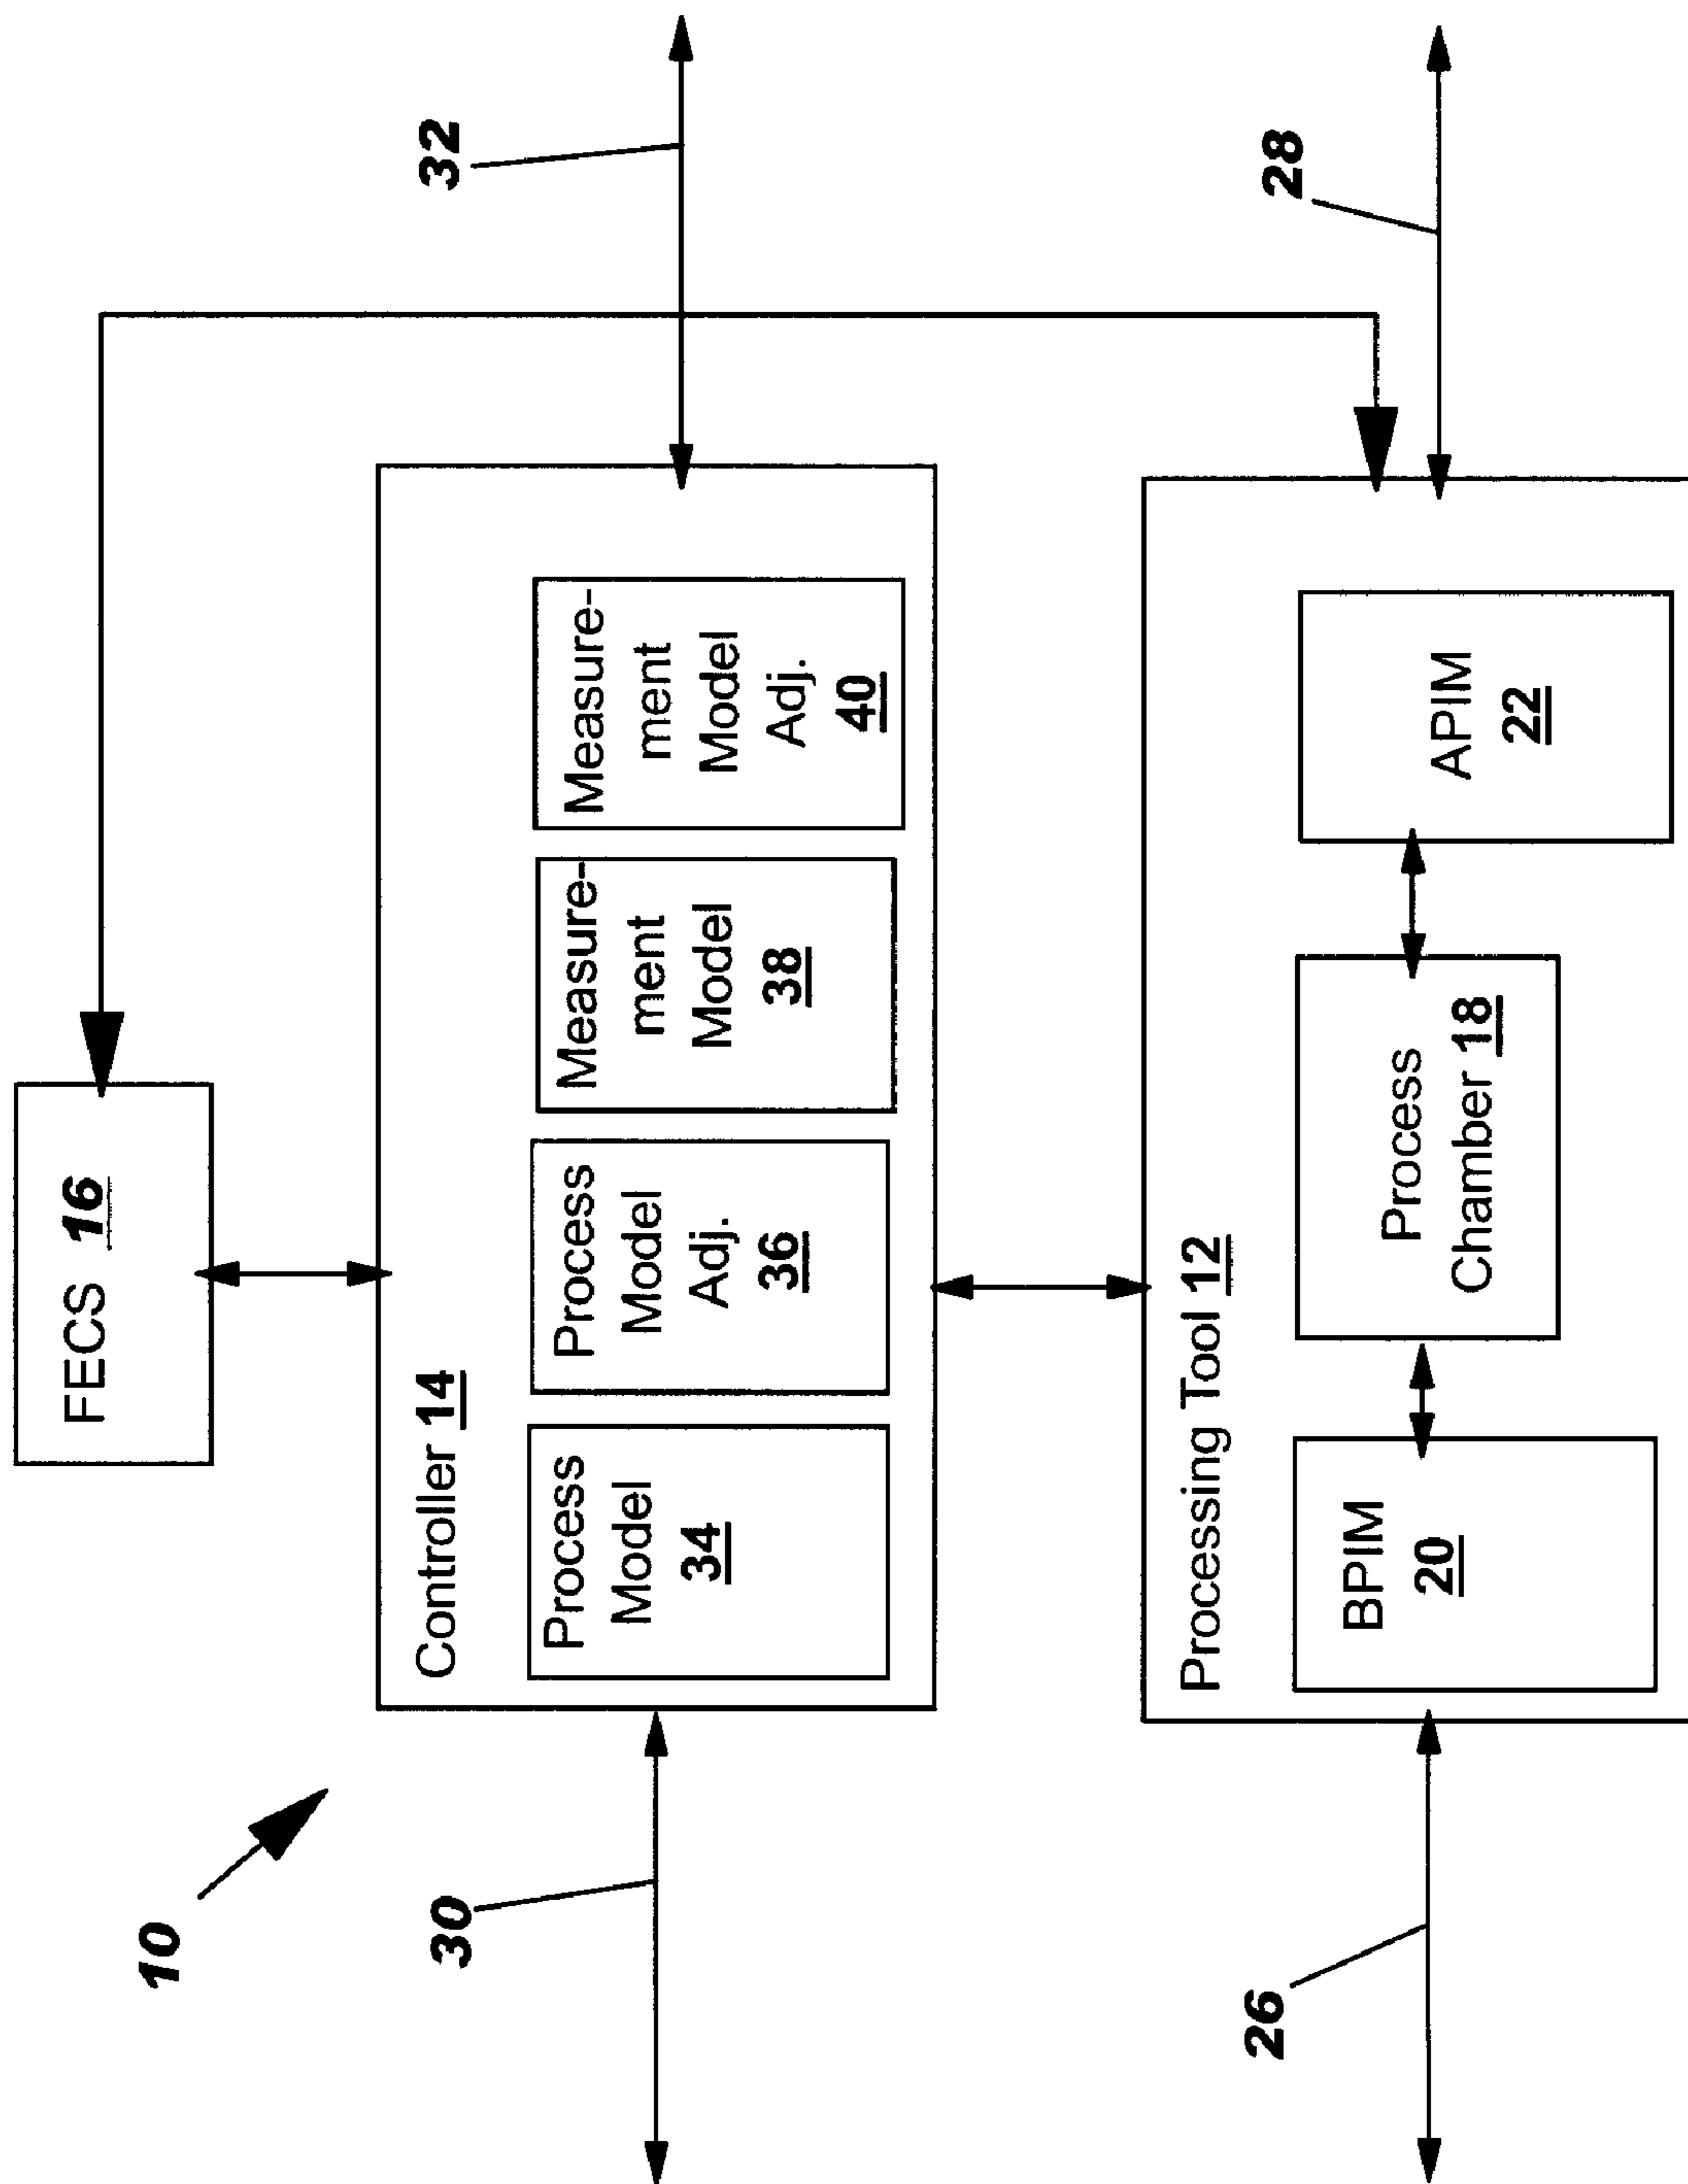 10
FECS 16
30
32
Controller 14
Process
Model
34
Process
Model
Adj.
36
Measure-
ment
Model
38
Measure-
ment
Model
Adj.
40
26
28
Processing Tool 12
BPIM
20
Process
Chamber 18
APIM
22